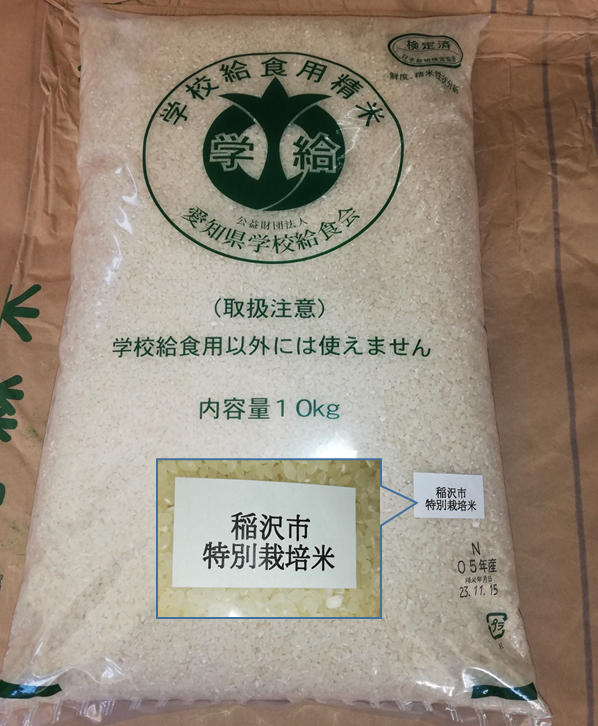 検定済
学校給食用精米
学給
公益財団法人
愛知県学校給食会
（取扱注意）
学校給食用以外には使えません
内容量10kg
稲沢市
特別栽培米
稲沢市
特別栽培米
N
05年産
23.11.15
プラ